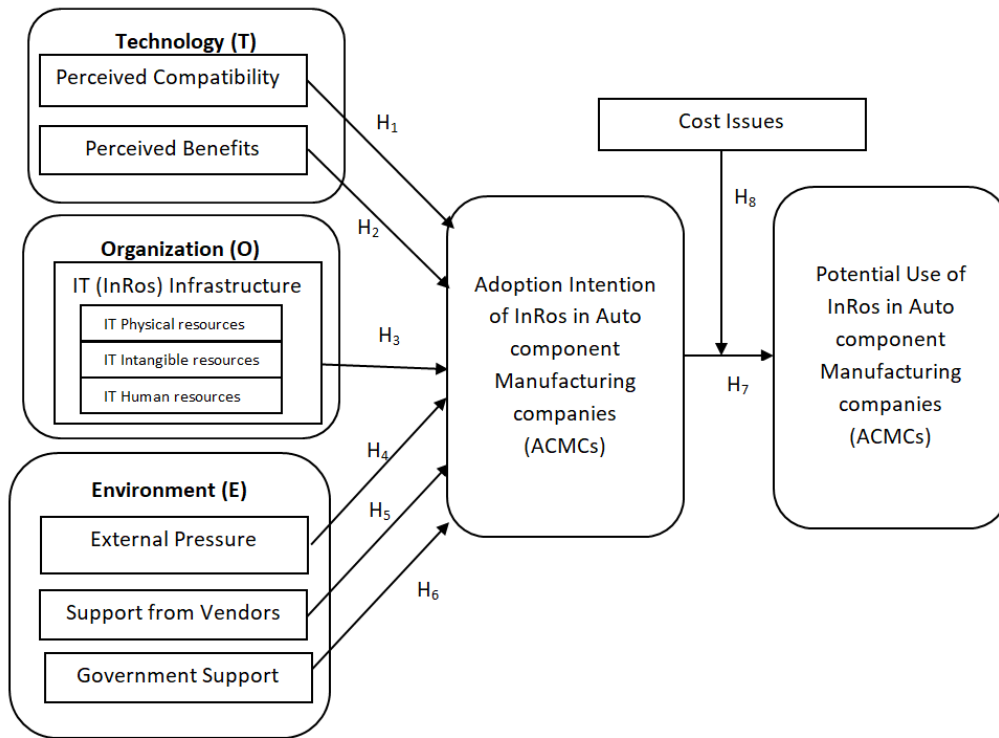 Technology (T)
Perceived Compatibility
Perceived Benefits
H1
H2
Organization (O)
IT (InRos) Infrastructure
IT Physical resources
IT Intangible resources
IT Human resources
H3
Environment (E)
External Pressure
Support from Vendors
Government Support
H4
H5
H6
Adoption Intention
of InRos in Auto
component
Manufacturing
companies
(ACMCs)
Cost Issues
H8
H7
Potential Use of
InRos in Auto
component
Manufacturing
companies
(ACMCs)